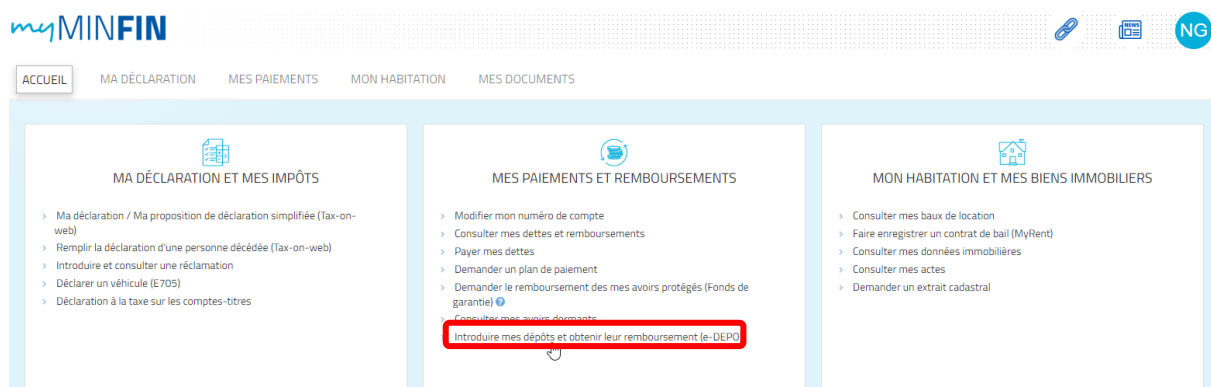 myMINFIN
NEWS
NG
ACCUEIL
MA DÉCLARATION
MES PAIEMENTS
MON HABITATION
MES DOCUMENTS
MA DÉCLARATION ET MES IMPÔTS
> Ma déclaration / Ma proposition de déclaration simplifiée (Tax-on-
web)
> Remplir la déclaration d'une personne décédée (Tax-on-web)
> Introduire et consulter une réclamation
> Déclarer un véhicule (E705)
> Déclaration à la taxe sur les comptes-titres
MES PAIEMENTS ET REMBOURSEMENTS
> Modifier mon numéro de compte
> Consulter mes dettes et remboursements
> Payer mes dettes
> Demander un plan de paiement
> Demander le remboursement des mes avoirs protégés (Fonds de
garantie) ?
> Consulter mes avoirs dormants
Introduire mes dépôts et obtenir leur remboursement (e-DEPO)
MON HABITATION ET MES BIENS IMMOBILIERS
> Consulter mes baux de location
> Faire enregistrer un contrat de bail (MyRent)
> Consulter mes données immobilières
> Consulter mes actes
> Demander un extrait cadastral